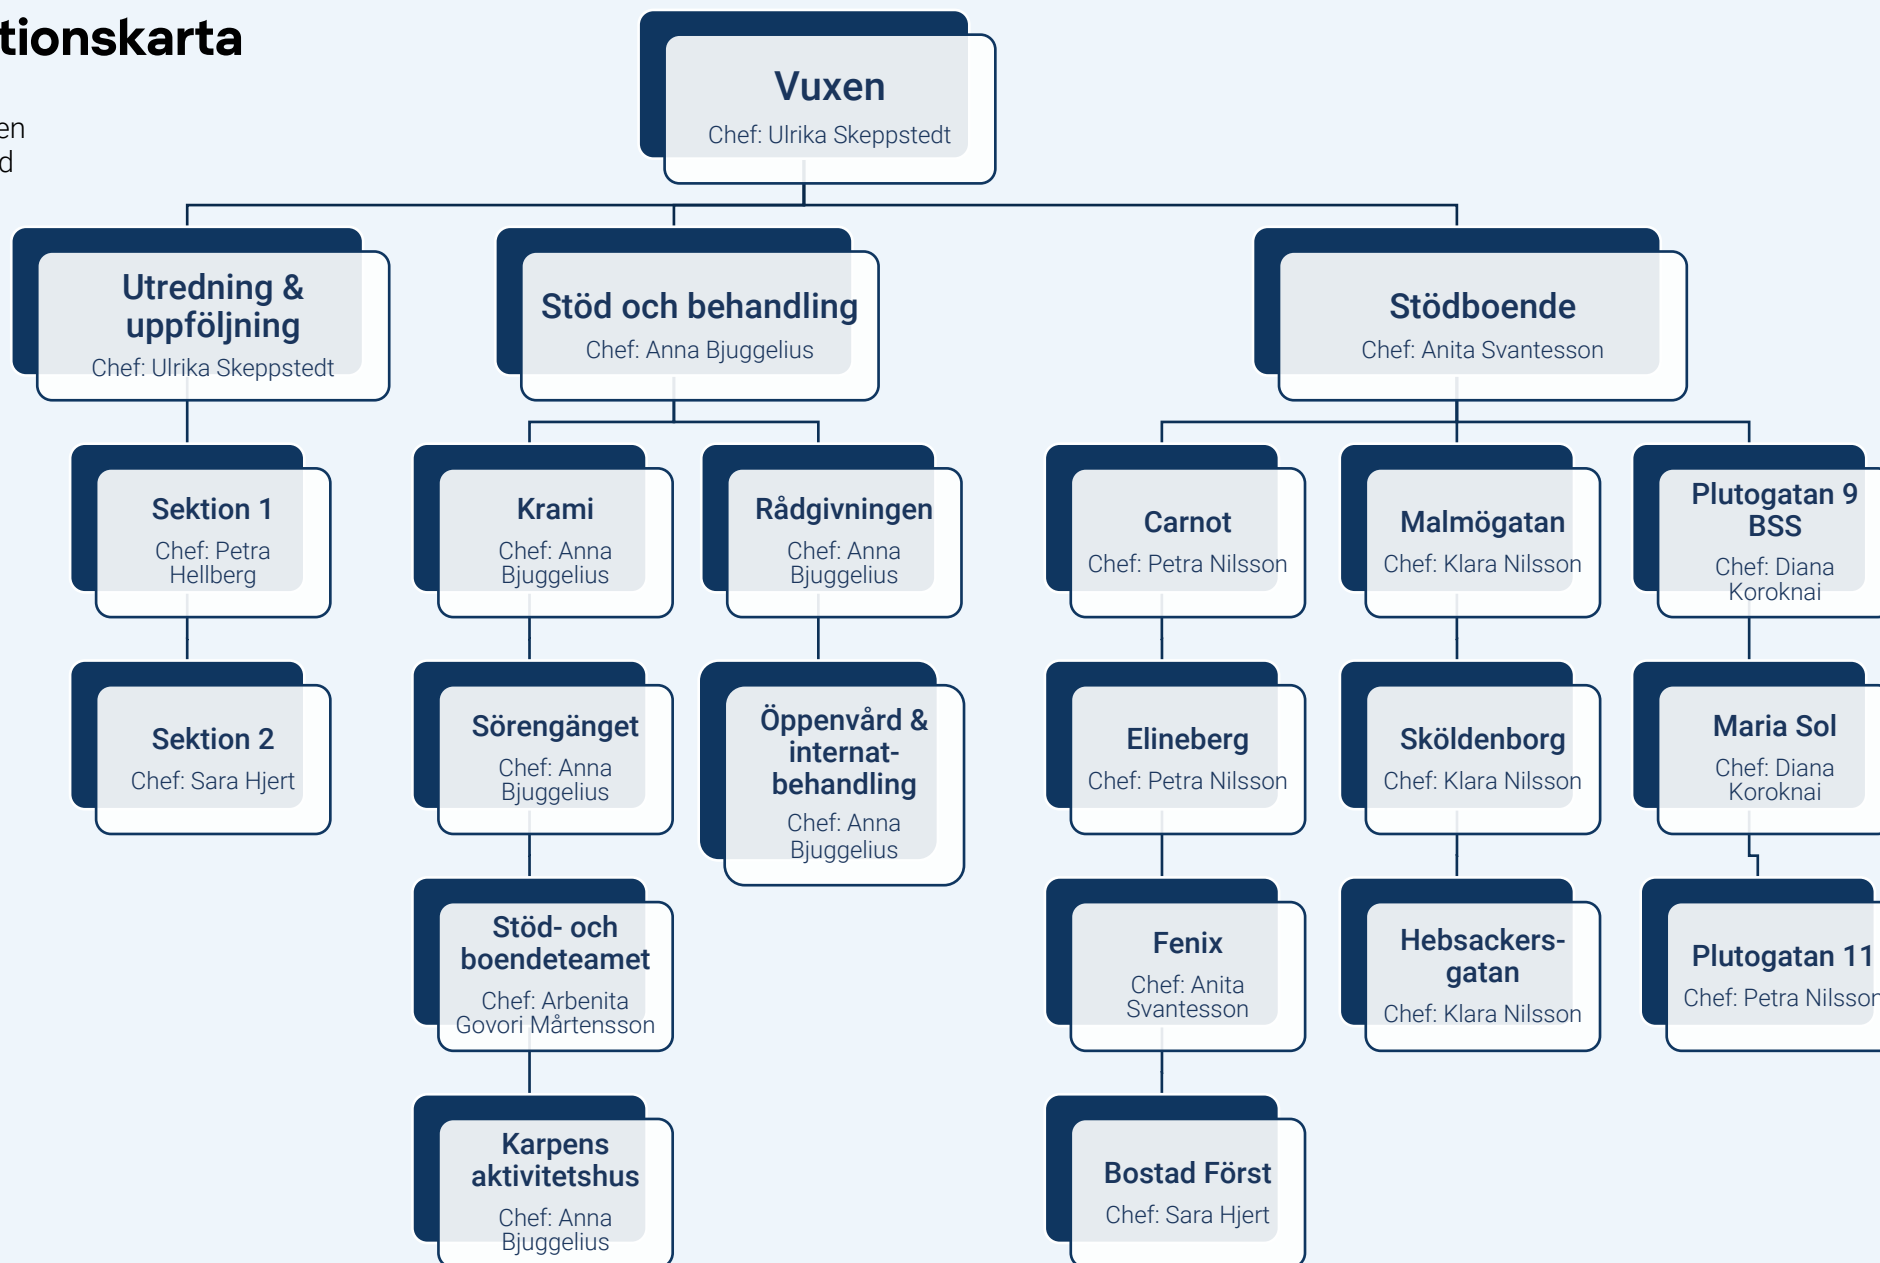 tionskarta
en
d
Vuxen
Chef: Ulrika Skeppstedt
Utredning &
uppföljning
Chef: Ulrika Skeppstedt
Stöd och behandling
Chef: Anna Bjuggelius
Stödboende
Chef: Anita Svantesson
Sektion 1
Chef: Petra
Hellberg
Krami
Chef: Anna
Bjuggelius
Rådgivningen
Chef: Anna
Bjuggelius
Carnot
Chef: Petra Nilsson
Malmögatan
Chef: Klara Nilsson
Plutogatan 9
BSS
Chef: Diana
Koroknai
Sektion 2
Chef: Sara Hjert
Sörengänget
Chef: Anna
Bjuggelius
Öppenvård &
internat-
behandling
Chef: Anna
Bjuggelius
Elineberg
Chef: Petra Nilsson
Sköldenborg
Chef: Klara Nilsson
Maria Sol
Chef: Diana
Koroknai
Stöd- och
boendeteamet
Chef: Arbenita
Govori Mårtensson
Fenix
Chef: Anita
Svantesson
Hebsackers-
gatan
Chef: Klara Nilsson
Plutogatan 11
Chef: Petra Nilsson
Karpens
aktivitetshus
Chef: Anna
Bjuggelius
Bostad Först
Chef: Sara Hjert